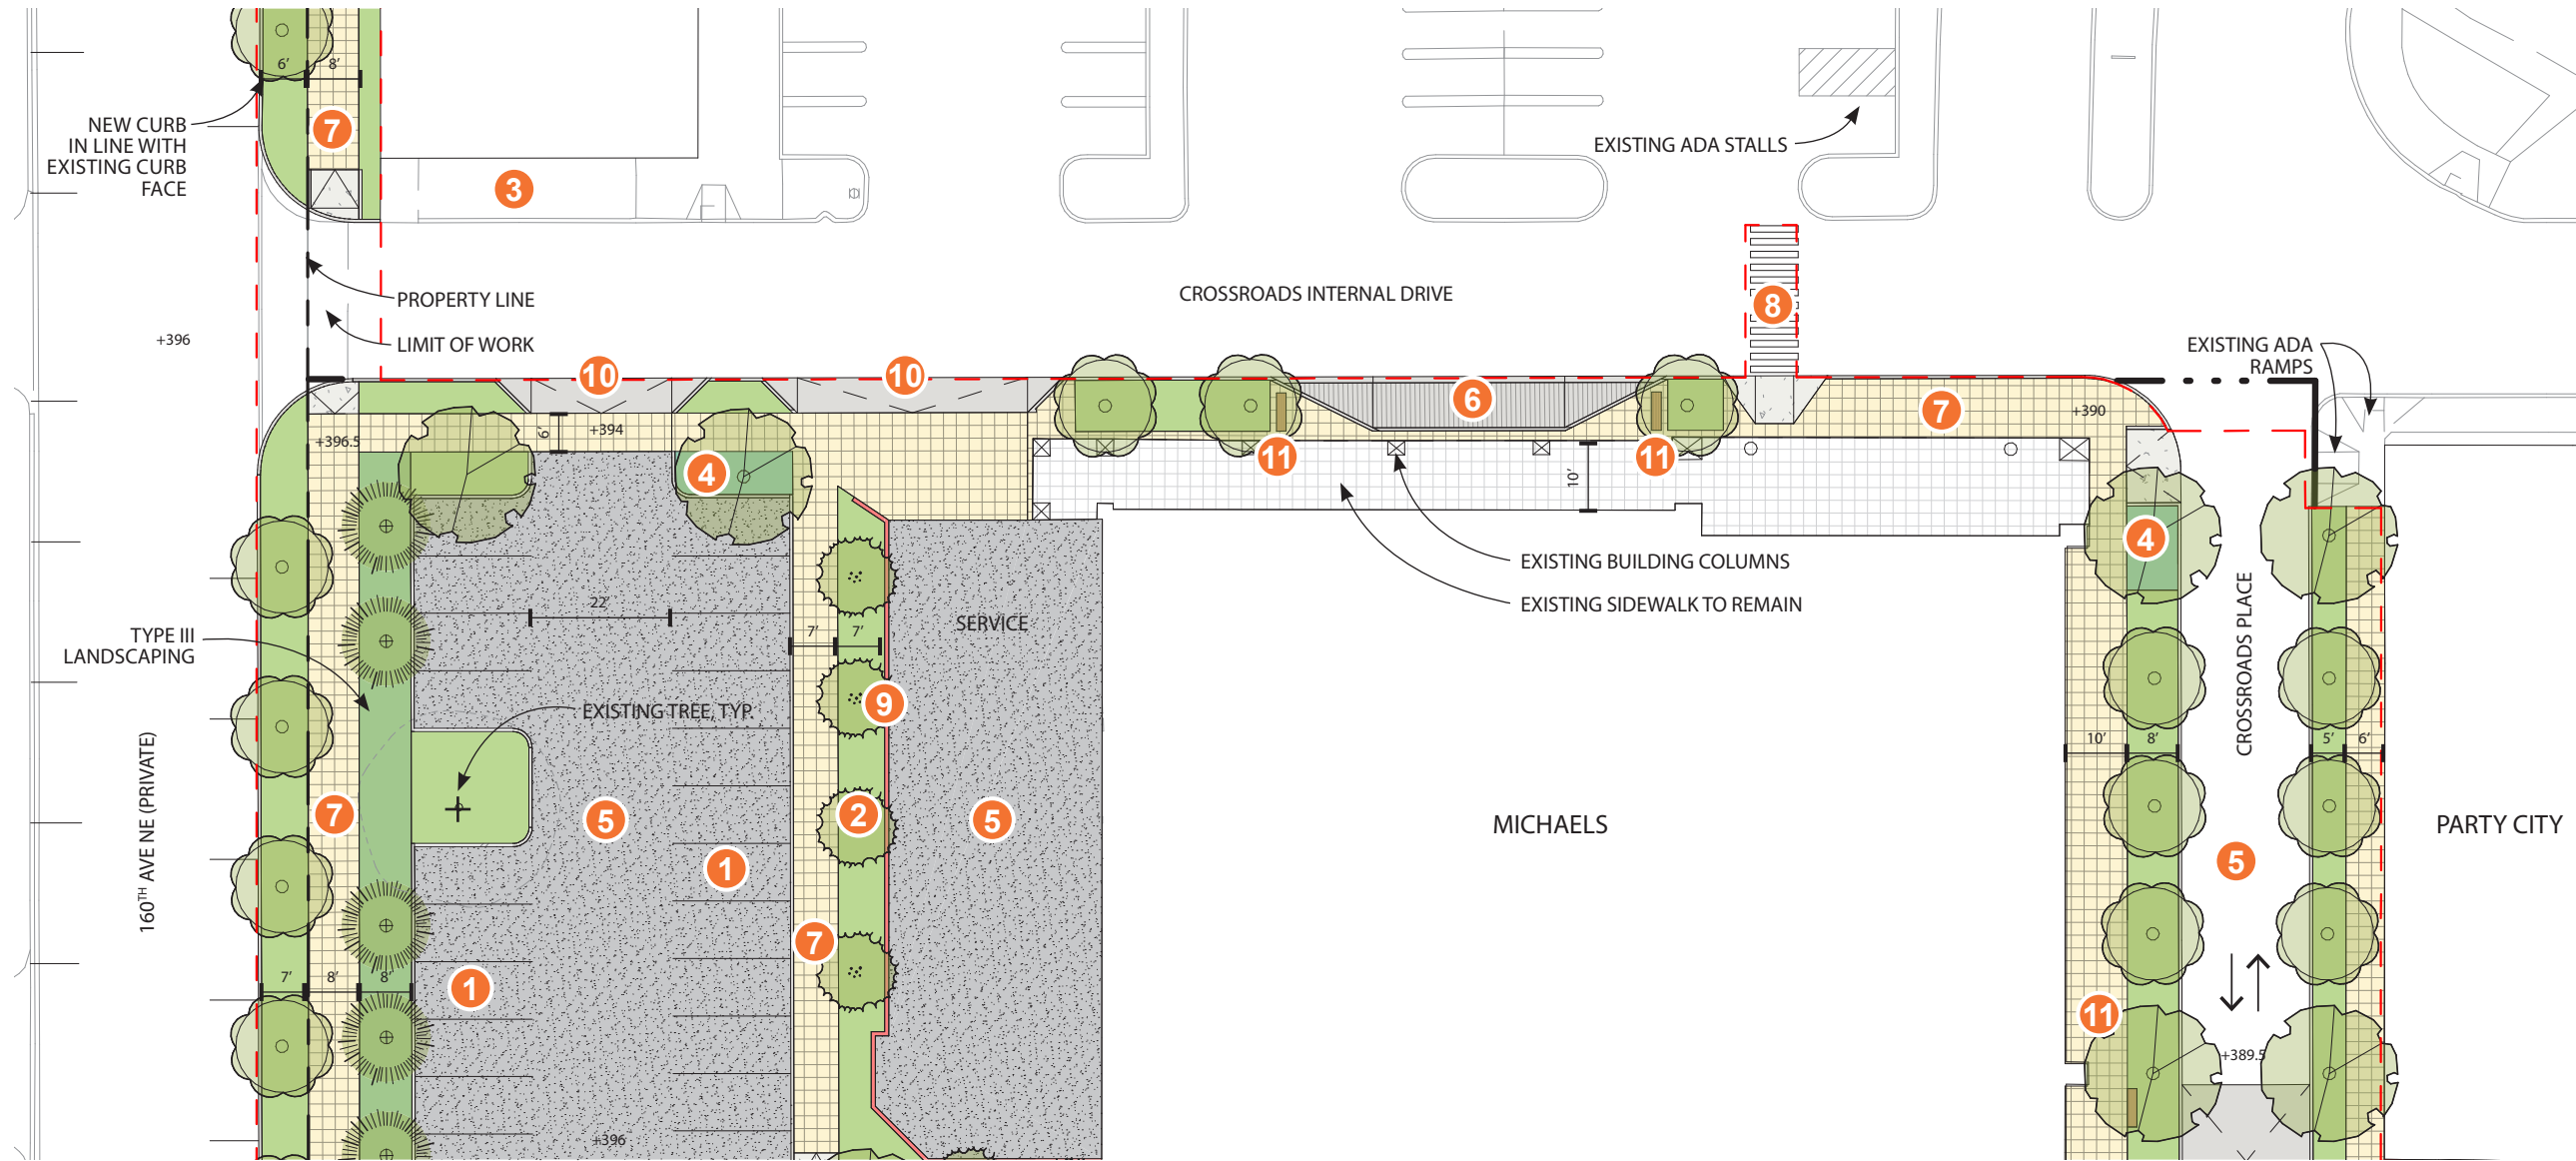 6’ 8’
NEW CURB
IN LINE WITH
EXISTING CURB
FACE
7
3
EXISTING ADA STALLS
PROPERTY LINE
LIMIT OF WORK
+396
CROSSROADS INTERNAL DRIVE
8
EXISTING ADA
RAMPS
10
10
6
7
+390
+396.5
6’
+394
4
11
11
10’
4
EXISTING BUILDING COLUMNS
EXISTING SIDEWALK TO REMAIN
22’
SERVICE
7’ 7’
TYPE III
LANDSCAPING
EXISTING TREE, TYP.
9
CROSSROADS PLACE
10’ 8’
5’ 6’
160TH AVE NE (PRIVATE)
7
5
1
2
5
MICHAELS
PARTY CITY
5
7
7’ 8’ 8’
1
11
+389.5
+396